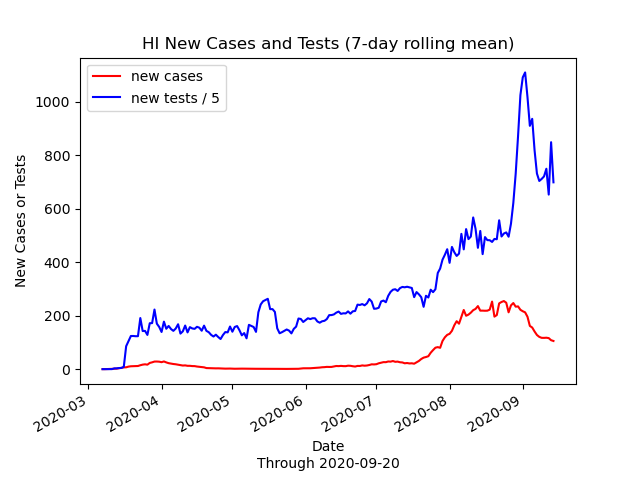 HI New Cases and Tests (7-day rolling mean)
new cases
new tests / 5
New Cases or Tests
1000
800
600
400
200
0
2020-03
2020-04
2020-05
2020-06
2020-07
2020-08
2020-09
Date
Through 2020-09-20